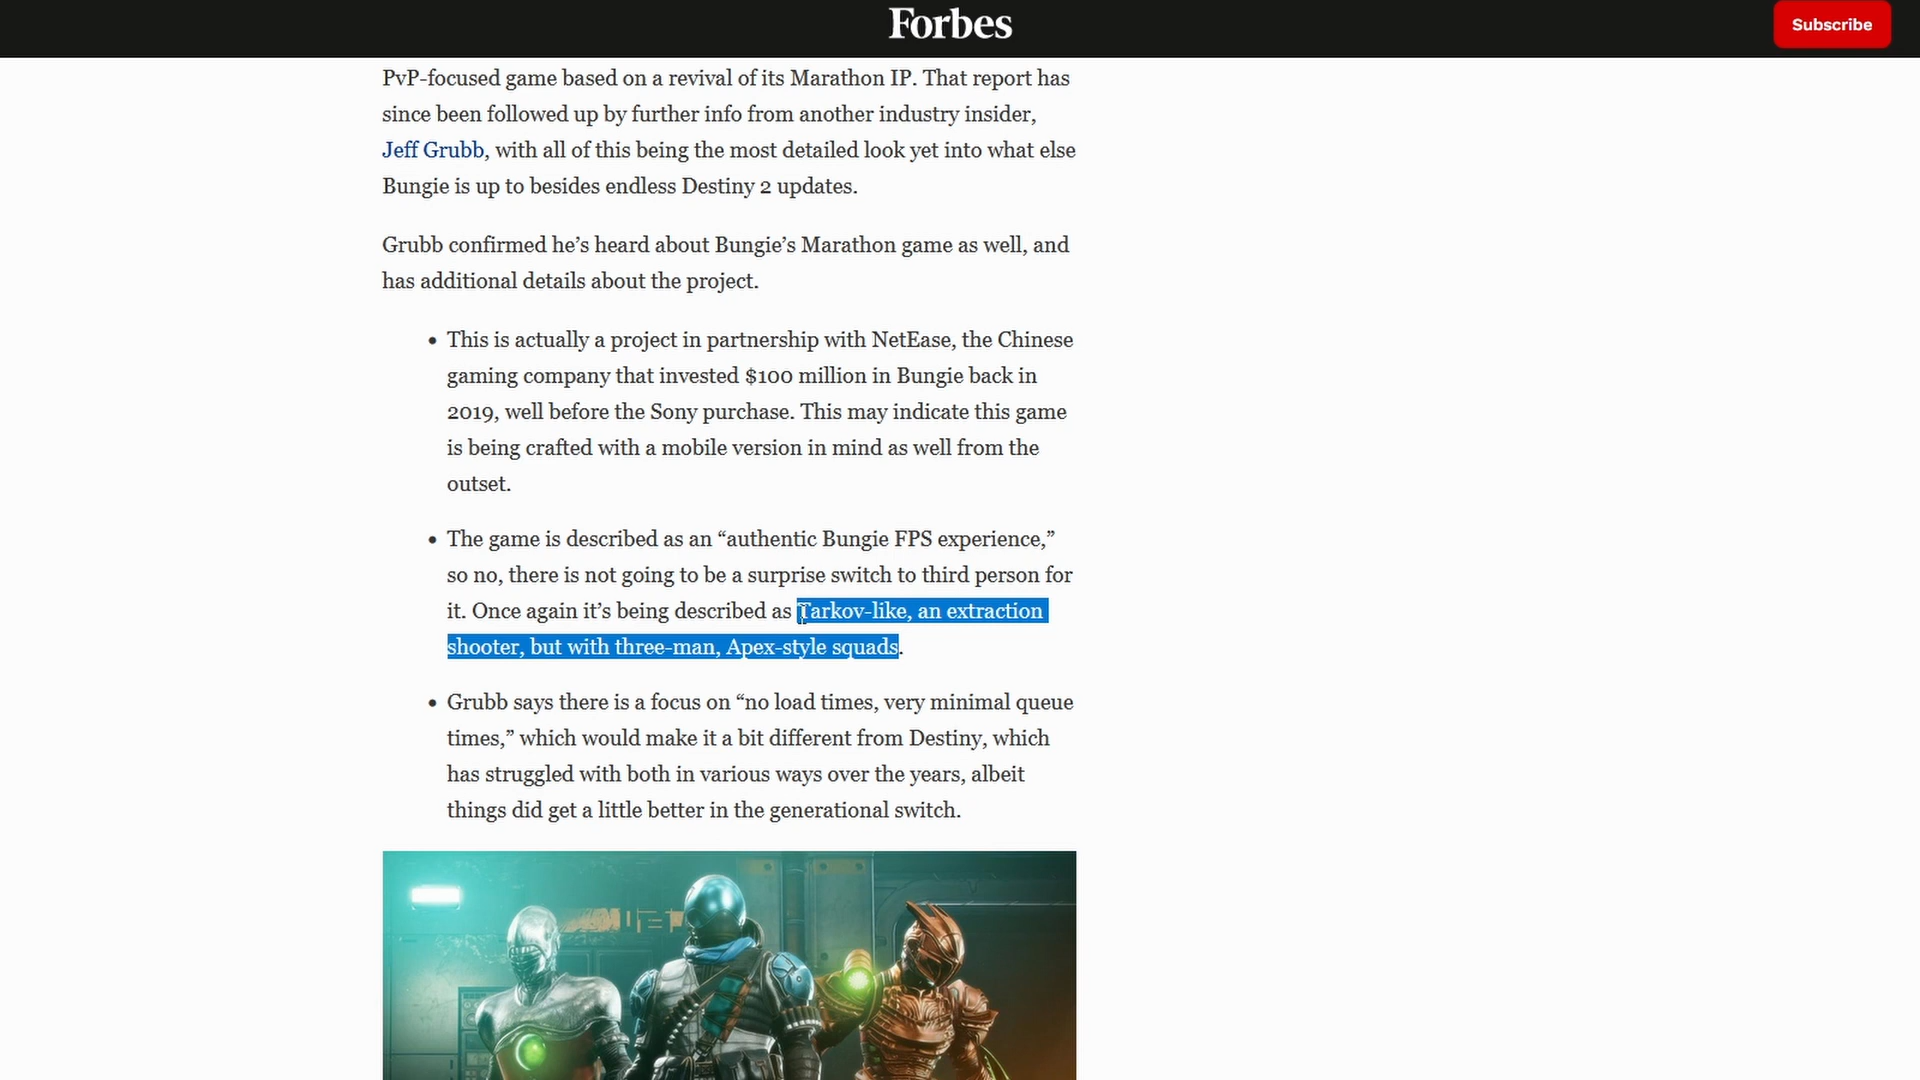 Forbes
Subscribe
PvP-focused game based on a revival of its Marathon IP. That report has
since been followed up by further info from another industry insider,
Jeff Grubb, with all of this being the most detailed look yet into what else
Bungie is up to besides endless Destiny 2 updates.
Grubb confirmed he’s heard about Bungie’s Marathon game as well, and
has additional details about the project.
• This is actually a project in partnership with NetEase, the Chinese
gaming company that invested $100 million in Bungie back in
2019, well before the Sony purchase. This may indicate this game
is being crafted with a mobile version in mind as well from the
outset.
• The game is described as an “authentic Bungie FPS experience,”
so no, there is not going to be a surprise switch to third person for
it. Once again it’s being described as Tarkov-like, an extraction
shooter, but with three-man, Apex-style squads.
• Grubb says there is a focus on “no load times, very minimal queue
times,” which would make it a bit different from Destiny, which
has struggled with both in various ways over the years, albeit
things did get a little better in the generational switch.